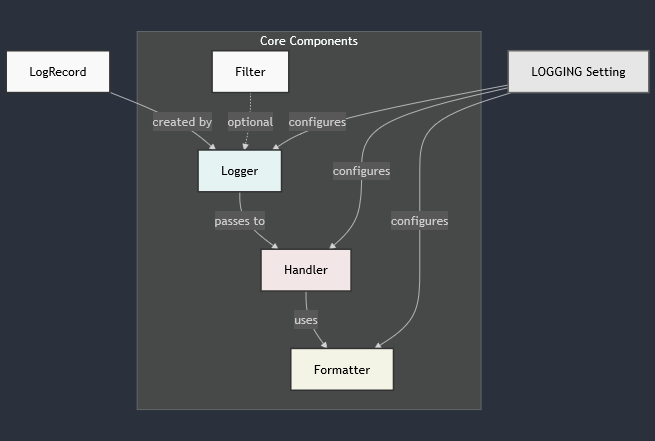 Core Components
LogRecord
Filter
LOGGING Setting
created by
optional
configures
Logger
configures
passes to
configures
Handler
uses
Formatter